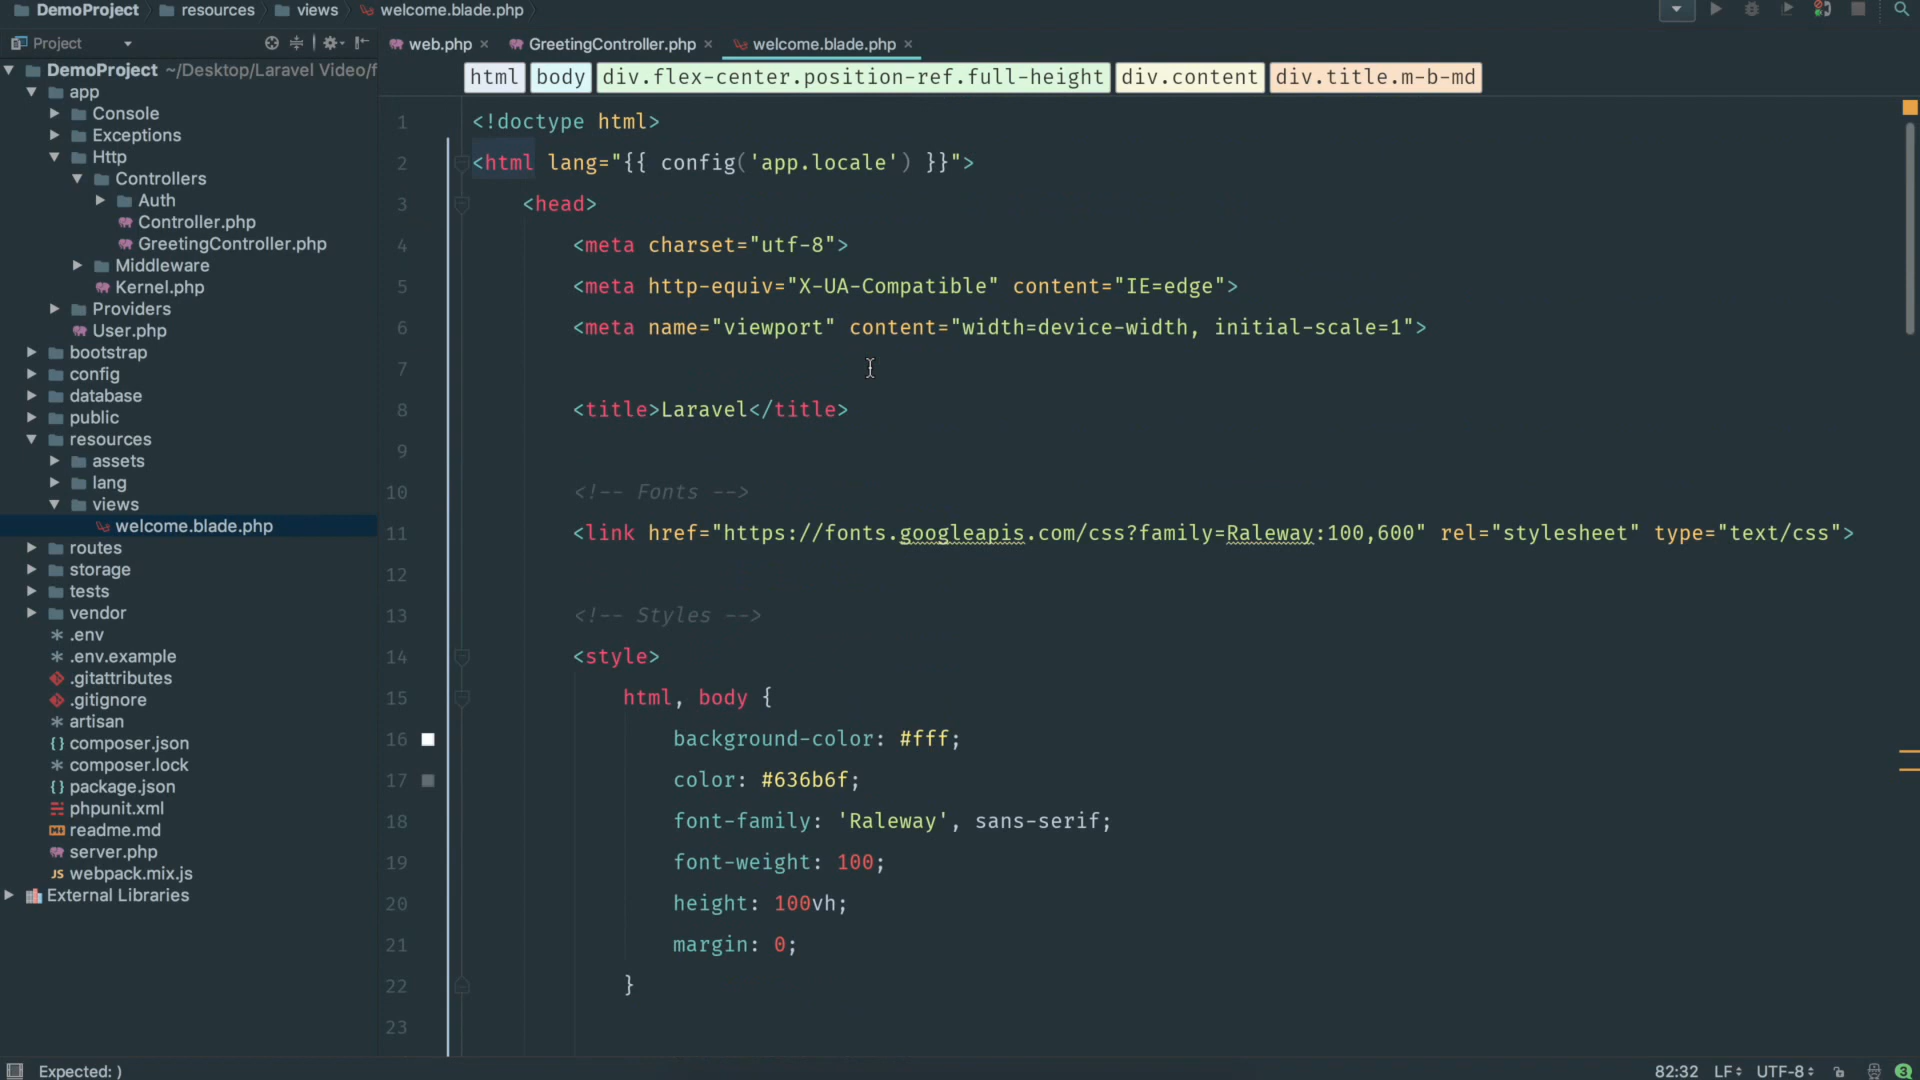 DemoProject resources views welcome.blade.php
Project
web.php GreetingController.php welcome.blade.php
DemoProject ~/Desktop/Laravel Video/f
app
Console
Exceptions
Http
Controllers
Auth
Controller.php
GreetingController.php
Middleware
Kernel.php
Providers
User.php
bootstrap
config
database
public
resources
assets
lang
views
welcome.blade.php
routes
storage
tests
vendor
.env
.env.example
.gitattributes
.gitignore
artisan
composer.json
composer.lock
package.json
phpunit.xml
readme.md
server.php
JS webpack.mix.js
External Libraries
html body div.flex-center.position-ref.full-height div.content div.title.m-b-md
1 <!doctype html>
2 <html lang="{{ config('app.locale') }}">
3 <head>
4 <meta charset="utf-8">
5 <meta http-equiv="X-UA-Compatible" content="IE=edge">
6 <meta name="viewport" content="width=device-width, initial-scale=1">
7
8 <title>Laravel</title>
9
10 <!-- Fonts -->
11 <link href="https://fonts.googleapis.com/css?family=Raleway:100,600" rel="stylesheet" type="text/css">
12
13 <!-- Styles -->
14 <style>
15 html, body {
16 background-color: #fff;
17 color: #636b6f;
18 font-family: 'Raleway', sans-serif;
19 font-weight: 100;
20 height: 100vh;
21 margin: 0;
22 }
23
Expected: ) 82:32 LF UTF-8 3